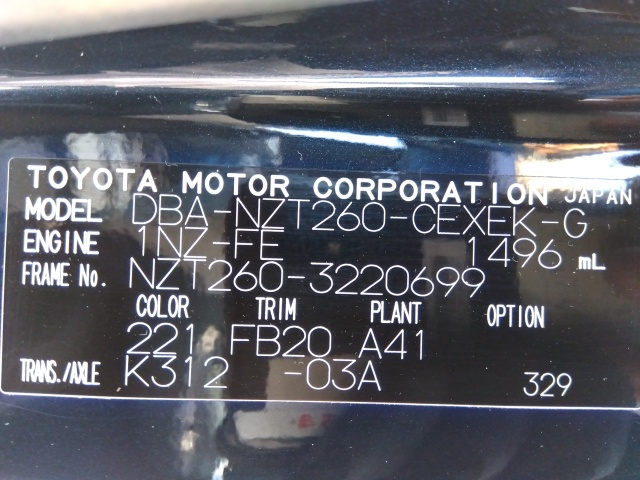 TOYOTA MOTOR CORPORATION JAPAN
MODEL DBA-NZT260-CEXEK-G
ENGINE 1NZ-FE 1496 mL
FRAME No. NZT260-3220699
COLOR TRIM PLANT OPTION
221 FB20 A41
TRANS./AXLE K312 -03A 329